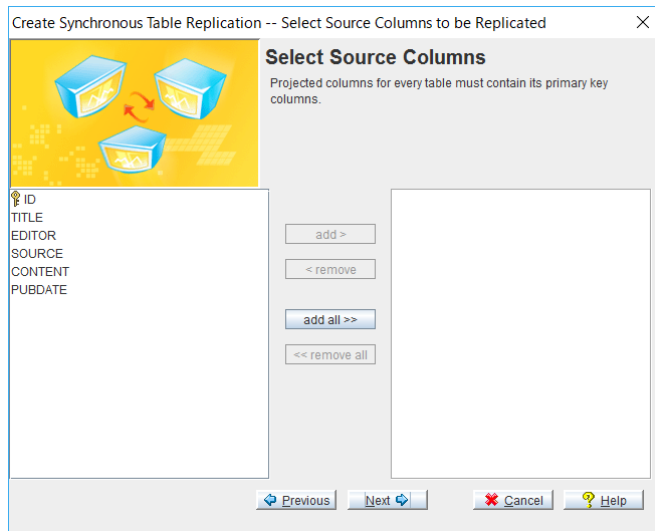 Create Synchronous Table Replication -- Select Source Columns to be Replicated
Select Source Columns
Projected columns for every table must contain its primary key
columns.
ID
TITLE
EDITOR
SOURCE
CONTENT
PUBDATE
add >
< remove
add all >>
<< remove all
Previous
Next
Cancel
Help